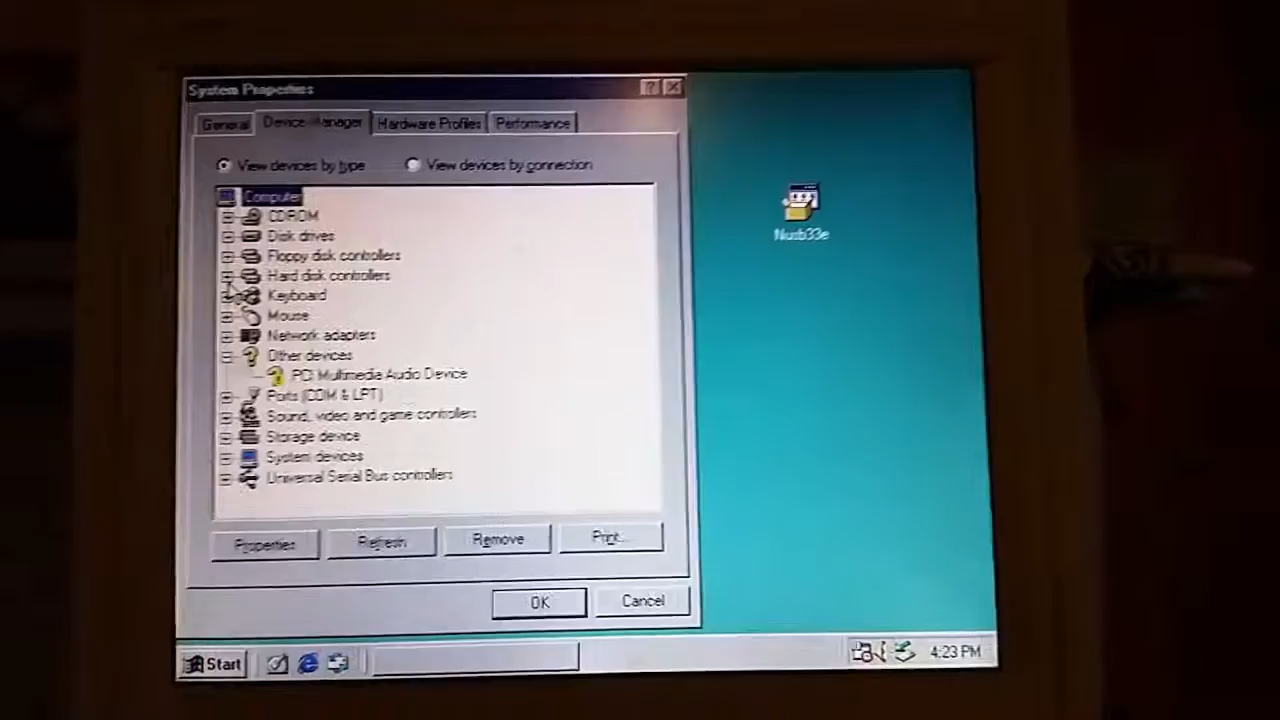 System Properties
General Device Manager Hardware Profiles Performance
View devices by type View devices by connection
Computer
CDROM
Disk drives
Floppy disk controllers
Hard disk controllers
Keyboard
Mouse
Network adapters
Other devices
PCI Multimedia Audio Device
Ports (COM & LPT)
Sound, video and game controllers
Storage device
System devices
Universal Serial Bus controllers
Properties Refresh Remove Print...
OK Cancel
Nusb33e
Start 4:23 PM